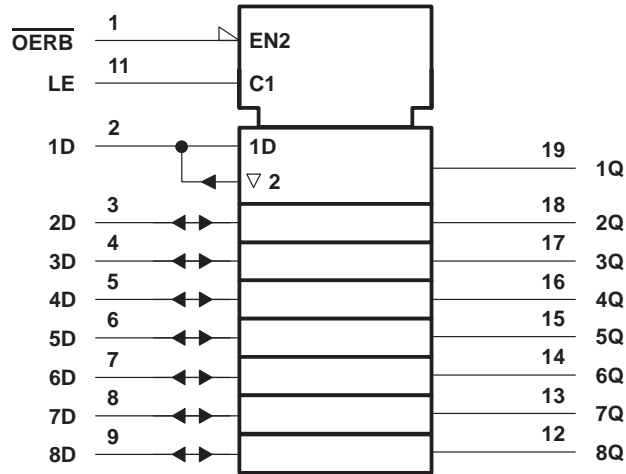 OERB 1 EN2
LE 11 C1
1D 2 1D 19 1Q
▽ 2
2D 3 18 2Q
3D 4 17 3Q
4D 5 16 4Q
5D 6 15 5Q
6D 7 14 6Q
7D 8 13 7Q
8D 9 12 8Q